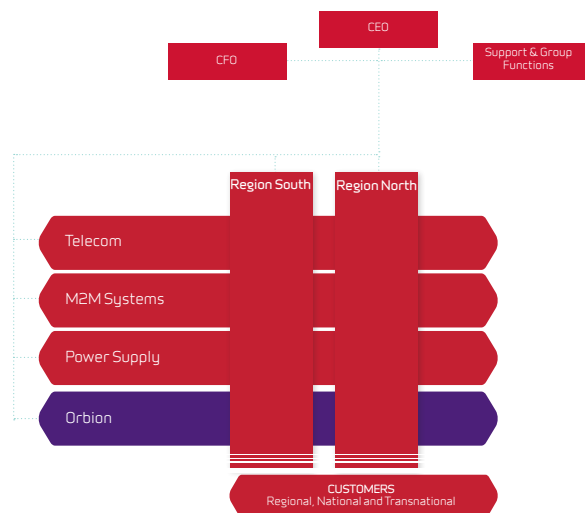 CEO
CFO
Support & Group
Functions
Region South
Region North
Telecom
M2M Systems
Power Supply
Orbion
CUSTOMERS
Regional, National and Transnational